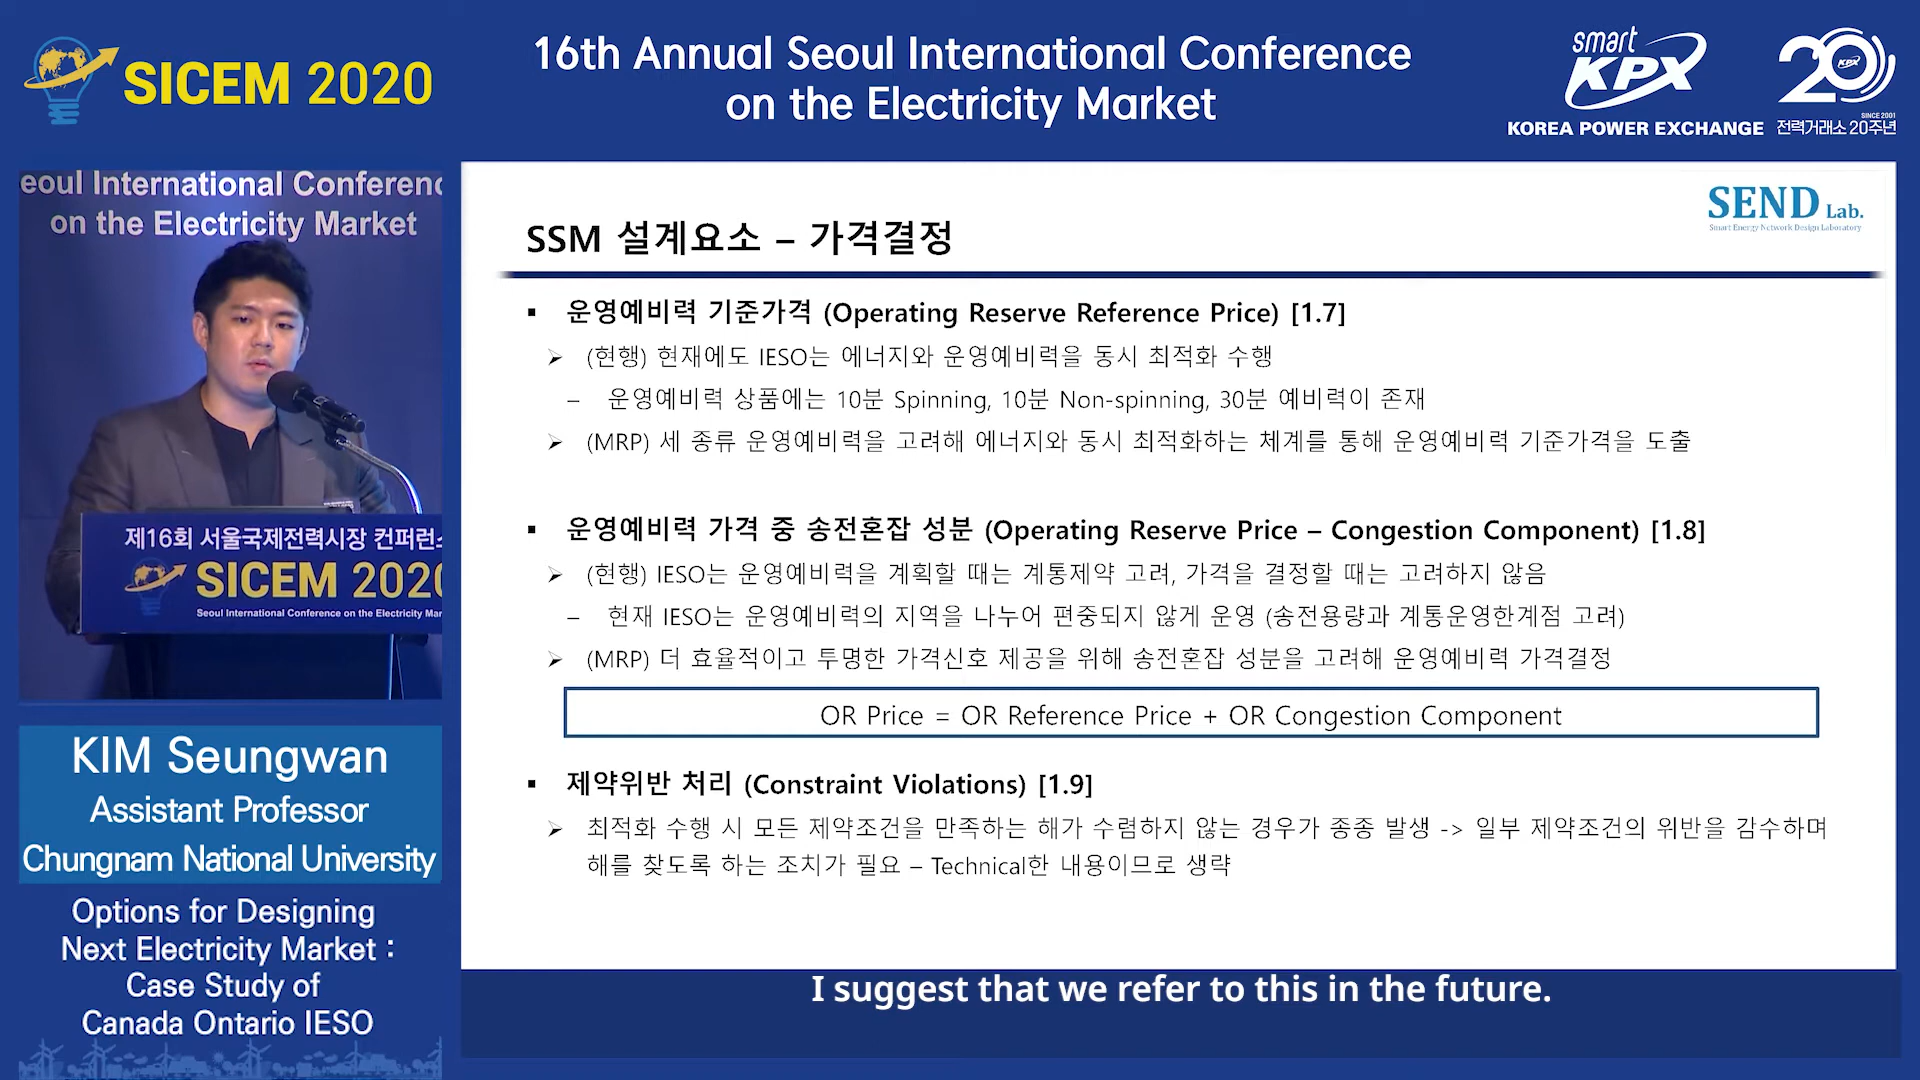 SICEM 2020
16th Annual Seoul International Conference
on the Electricity Market
smart
KPX
KOREA POWER EXCHANGE
20
KPX
SINCE 2001
전력거래소 20주년
eoul International Conferenc
on the Electricity Market
제16회 서울국제전력시장 컨퍼런스
SICEM 2020
Seoul International Conference on the Electricity Mar
KIM Seungwan
Assistant Professor
Chungnam National University
Options for Designing
Next Electricity Market :
Case Study of
Canada Ontario IESO
SEND Lab.
Smart Energy Network Design Laboratory
SSM 설계요소 – 가격결정
▪ 운영예비력 기준가격 (Operating Reserve Reference Price) [1.7]
➢ (현행) 현재에도 IESO는 에너지와 운영예비력을 동시 최적화 수행
– 운영예비력 상품에는 10분 Spinning, 10분 Non-spinning, 30분 예비력이 존재
➢ (MRP) 세 종류 운영예비력을 고려해 에너지와 동시 최적화하는 체계를 통해 운영예비력 기준가격을 도출
▪ 운영예비력 가격 중 송전혼잡 성분 (Operating Reserve Price – Congestion Component) [1.8]
➢ (현행) IESO는 운영예비력을 계획할 때는 계통제약 고려, 가격을 결정할 때는 고려하지 않음
– 현재 IESO는 운영예비력의 지역을 나누어 편중되지 않게 운영 (송전용량과 계통운영한계점 고려)
➢ (MRP) 더 효율적이고 투명한 가격신호 제공을 위해 송전혼잡 성분을 고려해 운영예비력 가격결정
OR Price = OR Reference Price + OR Congestion Component
▪ 제약위반 처리 (Constraint Violations) [1.9]
➢ 최적화 수행 시 모든 제약조건을 만족하는 해가 수렴하지 않는 경우가 종종 발생 -> 일부 제약조건의 위반을 감수하며
해를 찾도록 하는 조치가 필요 – Technical한 내용이므로 생략
I suggest that we refer to this in the future.